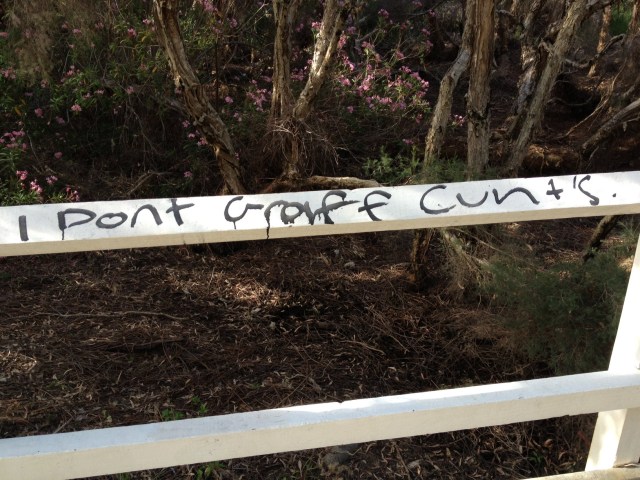 I DonT Graff Cunt's.